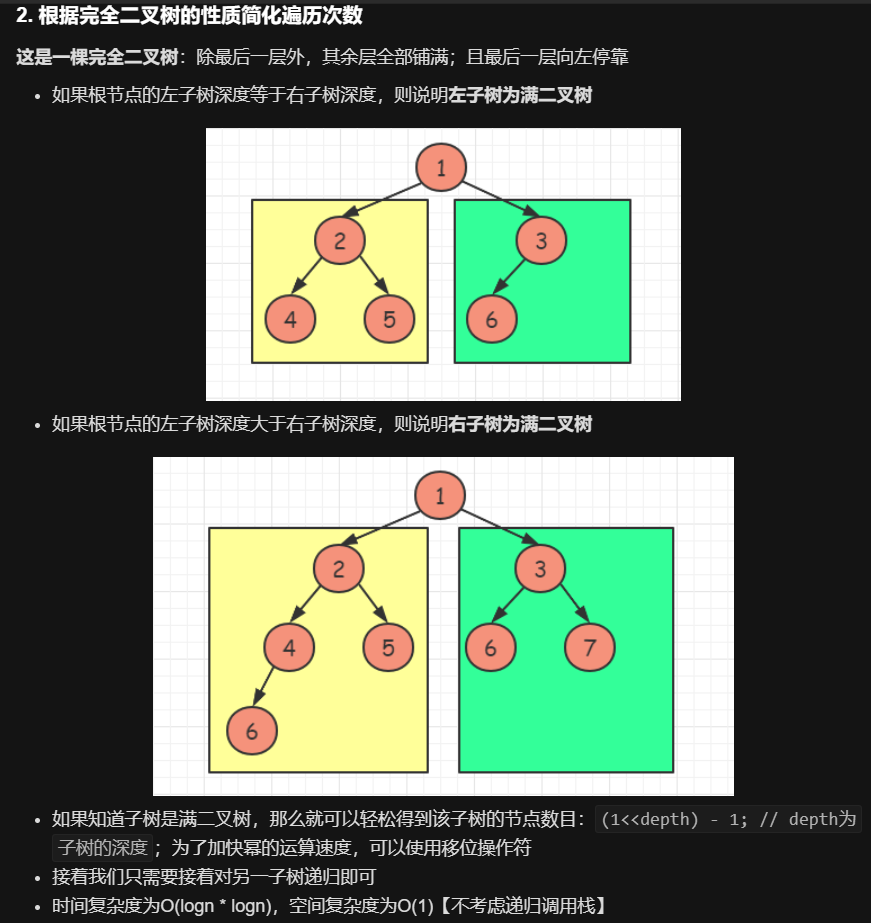 2. 根据完全二叉树的性质简化遍历次数
这是一棵完全二叉树：除最后一层外，其余层全部铺满；且最后一层向左停靠
• 如果根节点的左子树深度等于右子树深度，则说明左子树为满二叉树
1
2 3
4 5 6
• 如果根节点的左子树深度大于右子树深度，则说明右子树为满二叉树
1
2 3
4 5 6 7
6
• 如果知道子树是满二叉树，那么就可以轻松得到该子树的节点数目：(1<<depth) - 1; // depth为
子树的深度；为了加快幂的运算速度，可以使用移位操作符
• 接着我们只需要接着对另一子树递归即可
• 时间复杂度为O(logn * logn)，空间复杂度为O(1)【不考虑递归调用栈】